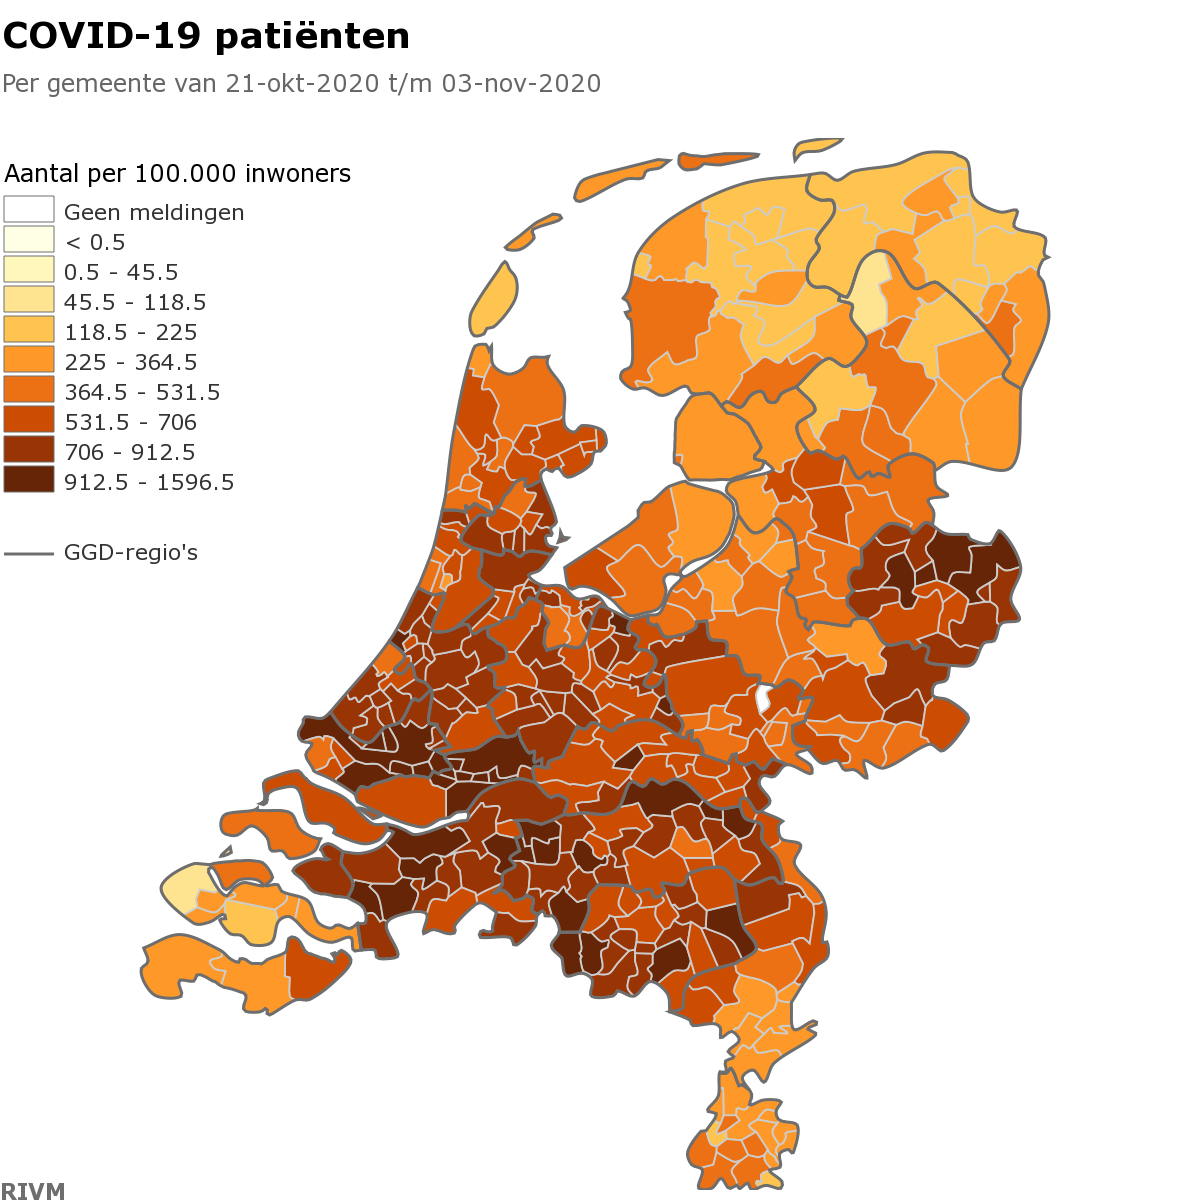 COVID-19 patiënten
Per gemeente van 21-okt-2020 t/m 03-nov-2020
Aantal per 100.000 inwoners
Geen meldingen
< 0.5
0.5 - 45.5
45.5 - 118.5
118.5 - 225
225 - 364.5
364.5 - 531.5
531.5 - 706
706 - 912.5
912.5 - 1596.5
GGD-regio's
RIVM